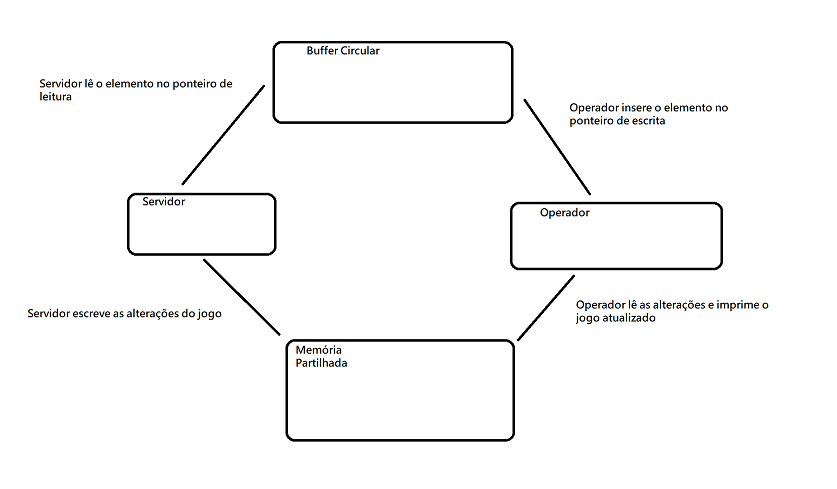 Buffer Circular
Servidor lê o elemento no ponteiro de
leitura
Operador insere o elemento no
ponteiro de escrita
Servidor
Operador
Servidor escreve as alterações do jogo
Operador lê as alterações e imprime o
jogo atualizado
Memória
Partilhada